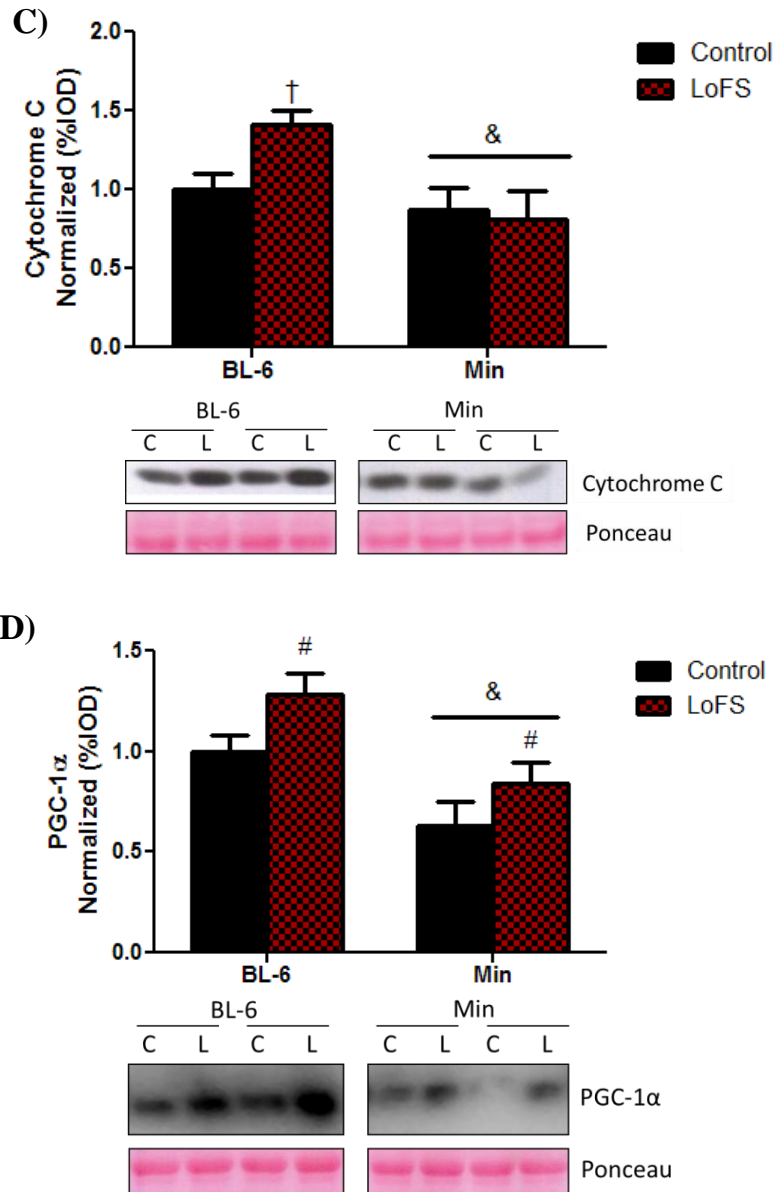 C)
Cytochrome C
Normalized (%IOD)
2.0
1.5
1.0
0.5
0.0
†
&
Control
LoFS
BL-6 Min
BL-6 Min
C L C L C L C L
Cytochrome C
Ponceau
D)
PGC-1α
Normalized (%IOD)
1.5
1.0
0.5
0.0
#
&
#
Control
LoFS
BL-6 Min
BL-6 Min
C L C L C L C L
PGC-1α
Ponceau